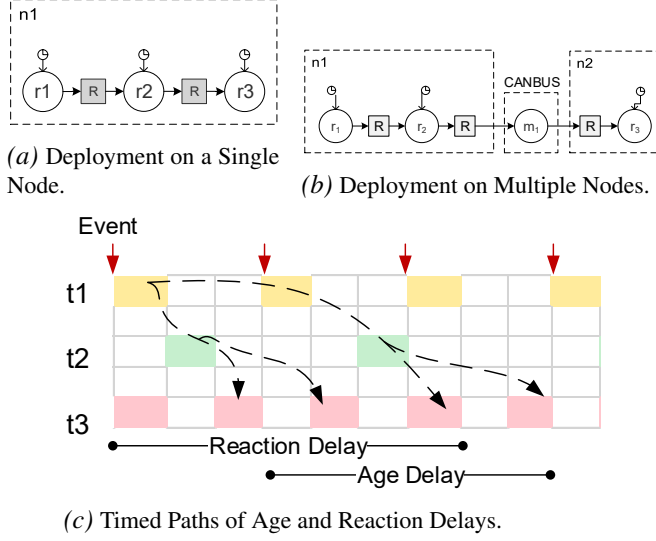 n1
r1 R r2 R r3
(a) Deployment on a Single
Node.
n1
CANBUS
n2
r1 R r2 R m1 R r3
(b) Deployment on Multiple Nodes.
Event
t1
t2
t3
Reaction Delay
Age Delay
(c) Timed Paths of Age and Reaction Delays.